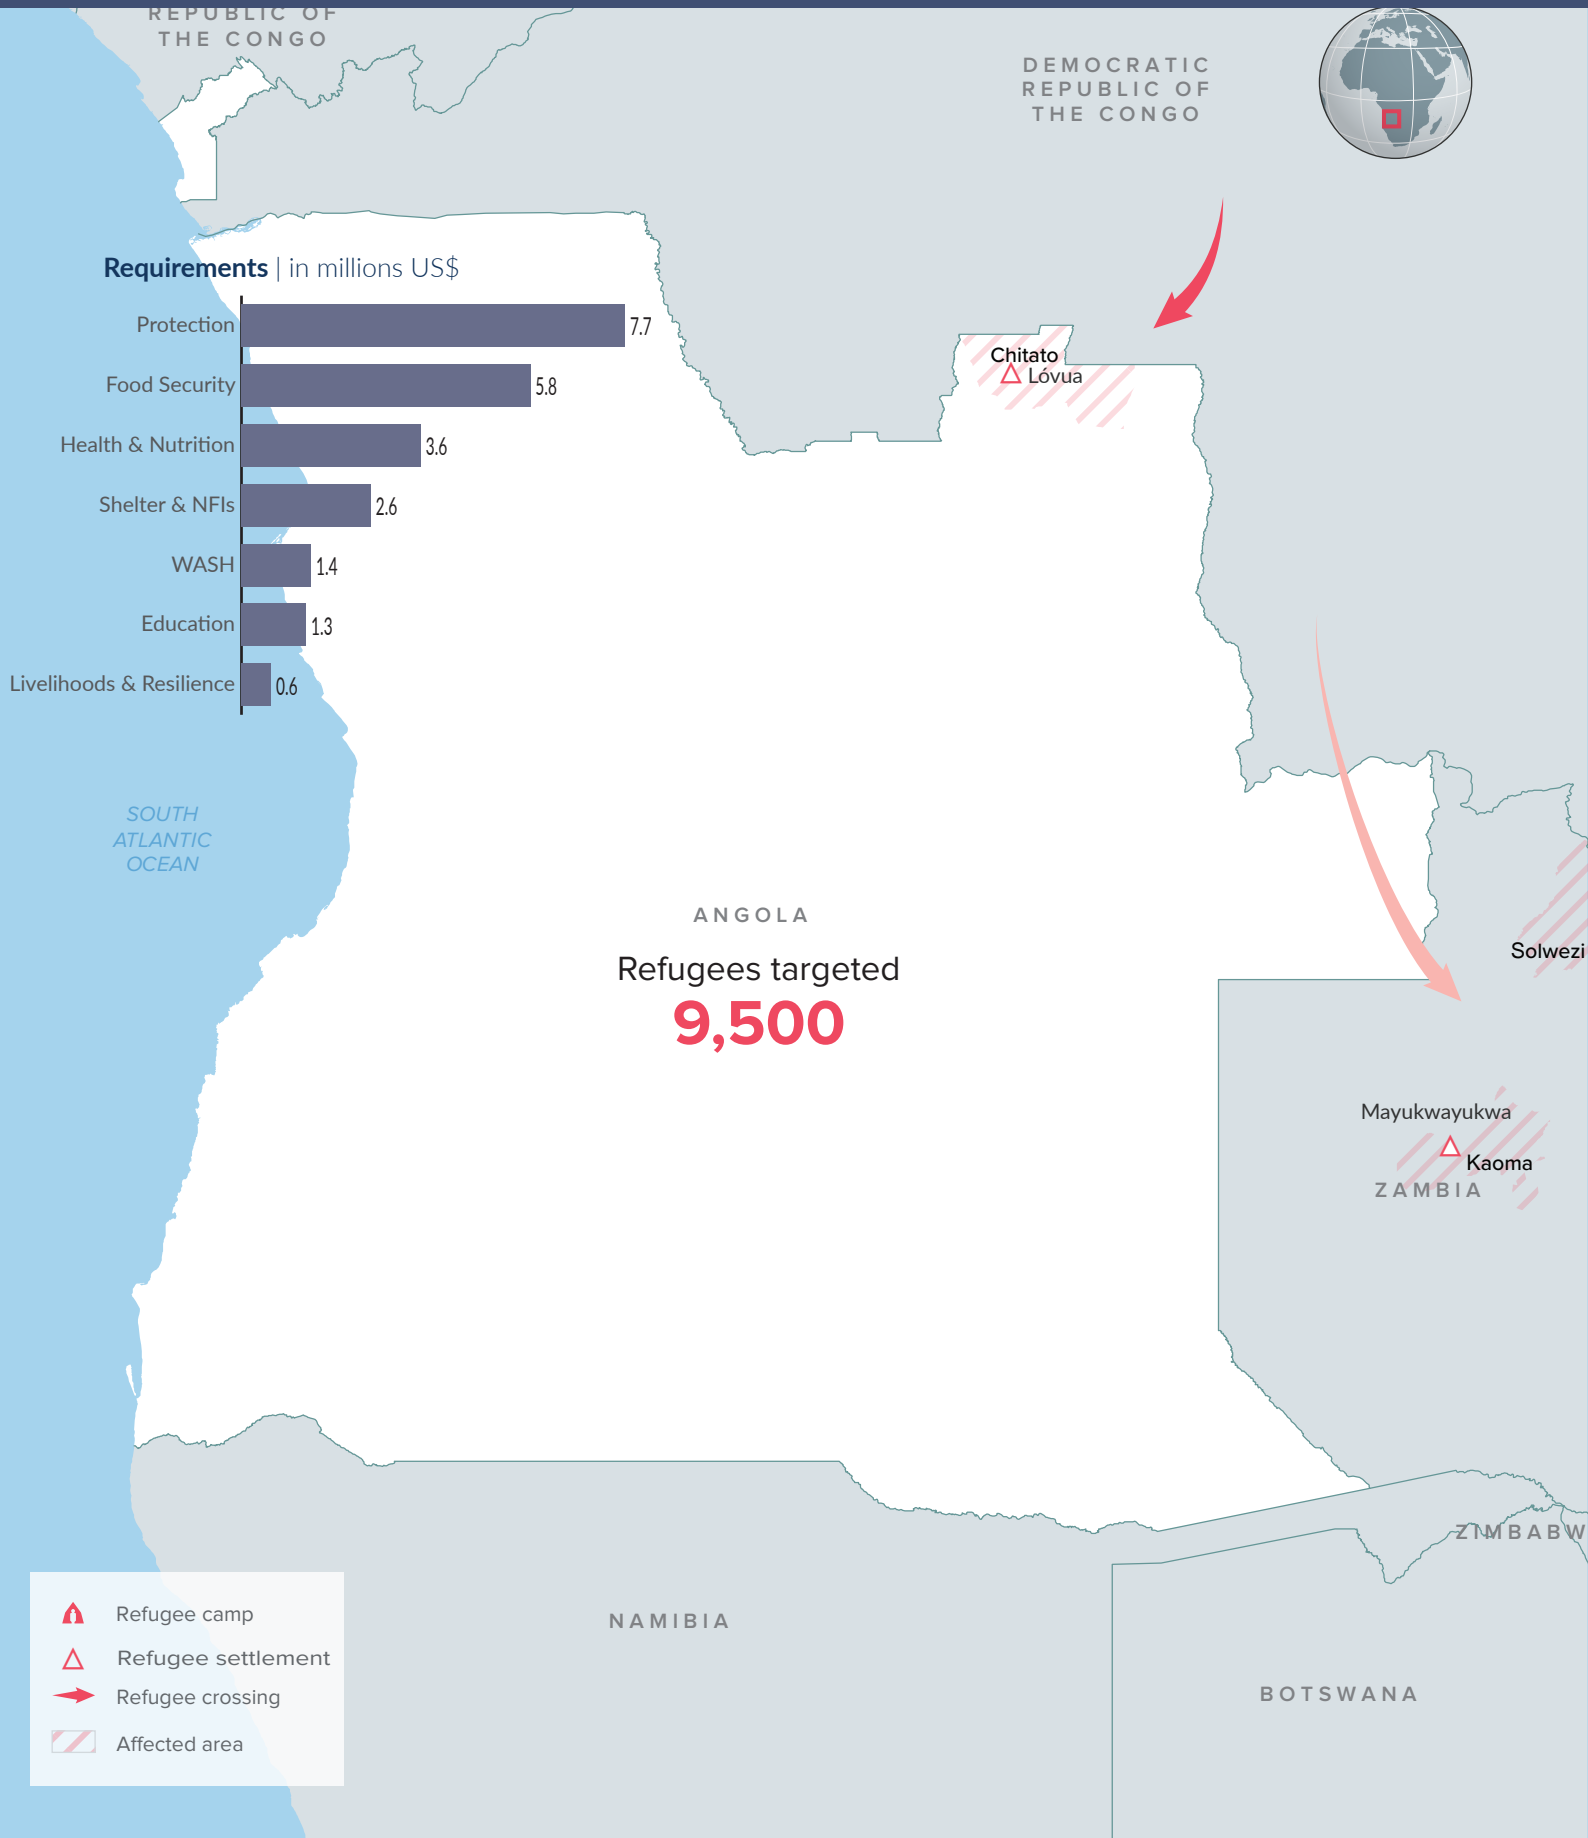 REPUBLIC OF
THE CONGO
DEMOCRATIC
REPUBLIC OF
THE CONGO
Requirements | in millions US$
Protection 7.7
Food Security 5.8
Health & Nutrition 3.6
Shelter & NFIs 2.6
WASH 1.4
Education 1.3
Livelihoods & Resilience 0.6
Chitato
Lóvua
SOUTH
ATLANTIC
OCEAN
ANGOLA
Refugees targeted
9,500
Solwezi
Mayukwayukwa
Kaoma
ZAMBIA
ZIMBABW
NAMIBIA
BOTSWANA
Refugee camp
Refugee settlement
Refugee crossing
Affected area